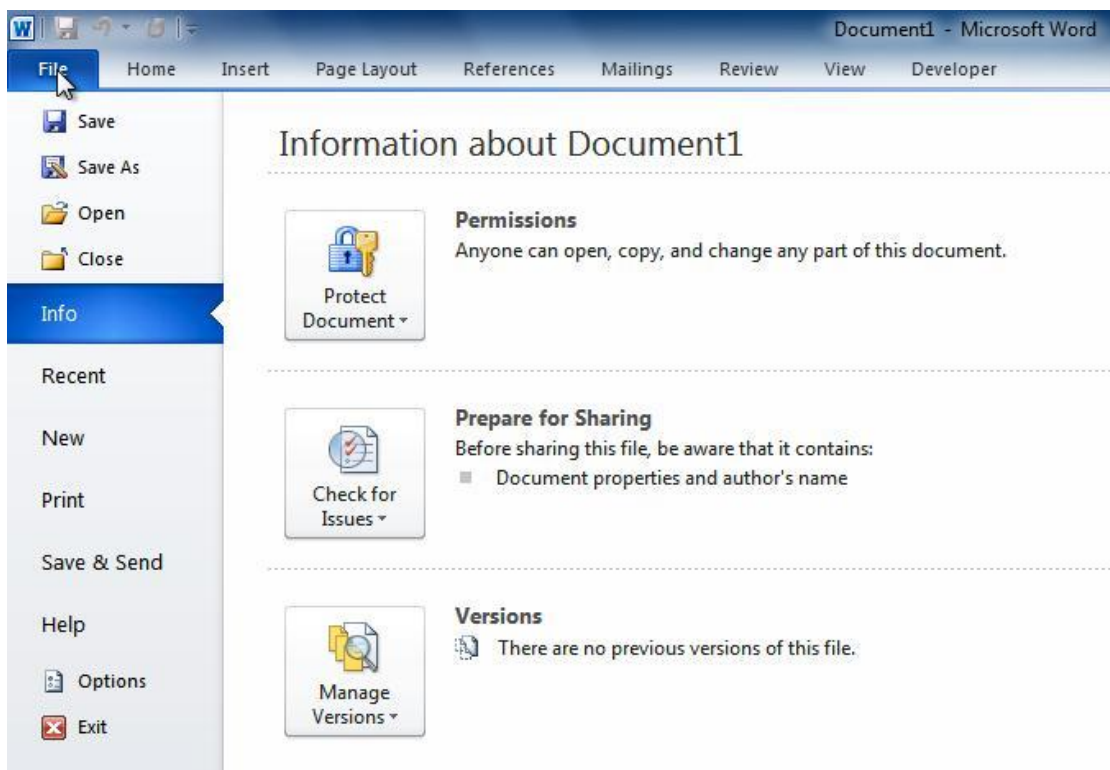 W
Document1 - Microsoft Word
File Home Insert Page Layout References Mailings Review View Developer
Save
Save As
Open
Close
Info
Recent
New
Print
Save & Send
Help
Options
Exit
Information about Document1
Protect
Document
Permissions
Anyone can open, copy, and change any part of this document.
Check for
Issues
Prepare for Sharing
Before sharing this file, be aware that it contains:
Document properties and author's name
Manage
Versions
Versions
There are no previous versions of this file.